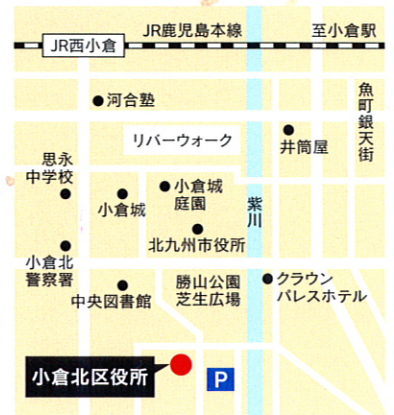 JR鹿児島本線
至小倉駅
JR西小倉
魚町銀天街
●河合塾
リバーウォーク
井筒屋
思永
中学校
小倉城
●小倉城
庭園
紫川
北九州市役所
小倉北
警察署
中央図書館
勝山公園
芝生広場
●クラウン
パレスホテル
小倉北区役所
P